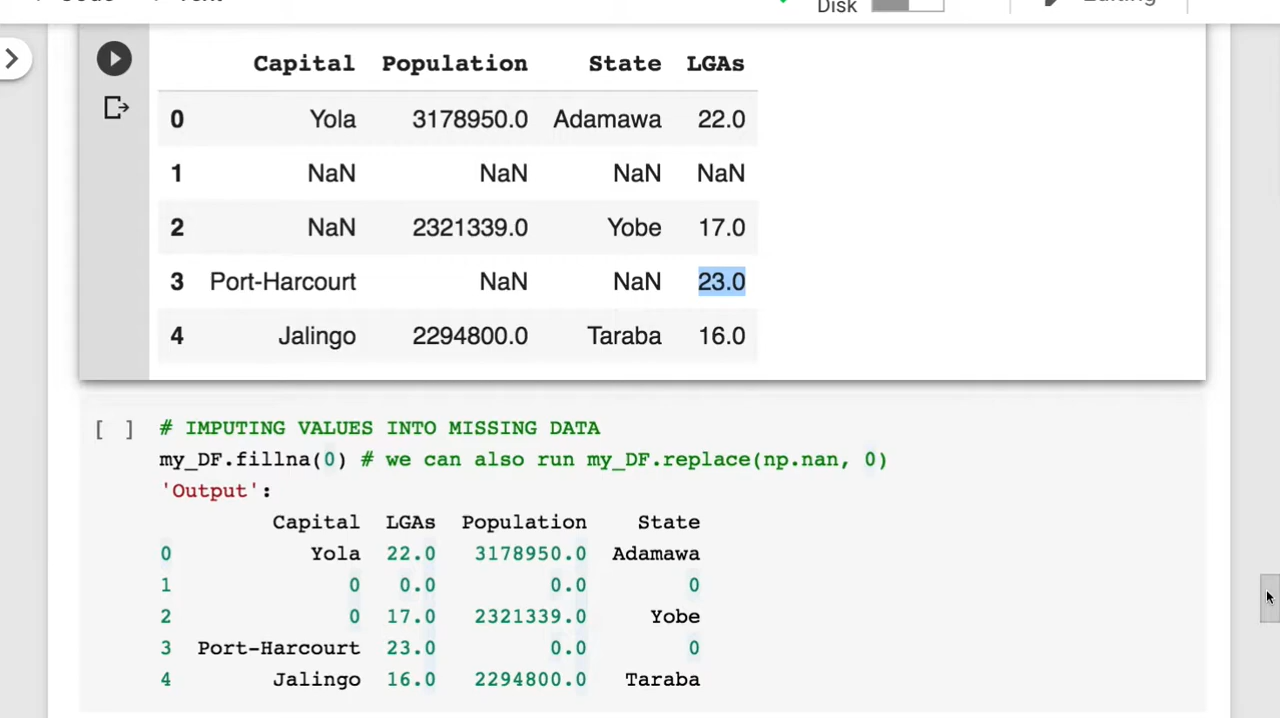 Disk
Capital Population State LGAs
0 Yola 3178950.0 Adamawa 22.0
1 NaN NaN NaN NaN
2 NaN 2321339.0 Yobe 17.0
3 Port-Harcourt NaN NaN 23.0
4 Jalingo 2294800.0 Taraba 16.0
[ ] # IMPUTING VALUES INTO MISSING DATA
my_DF.fillna(0) # we can also run my_DF.replace(np.nan, 0)
'Output':
Capital LGAs Population State
0 Yola 22.0 3178950.0 Adamawa
1 0 0.0 0.0 0
2 0 17.0 2321339.0 Yobe
3 Port-Harcourt 23.0 0.0 0
4 Jalingo 16.0 2294800.0 Taraba